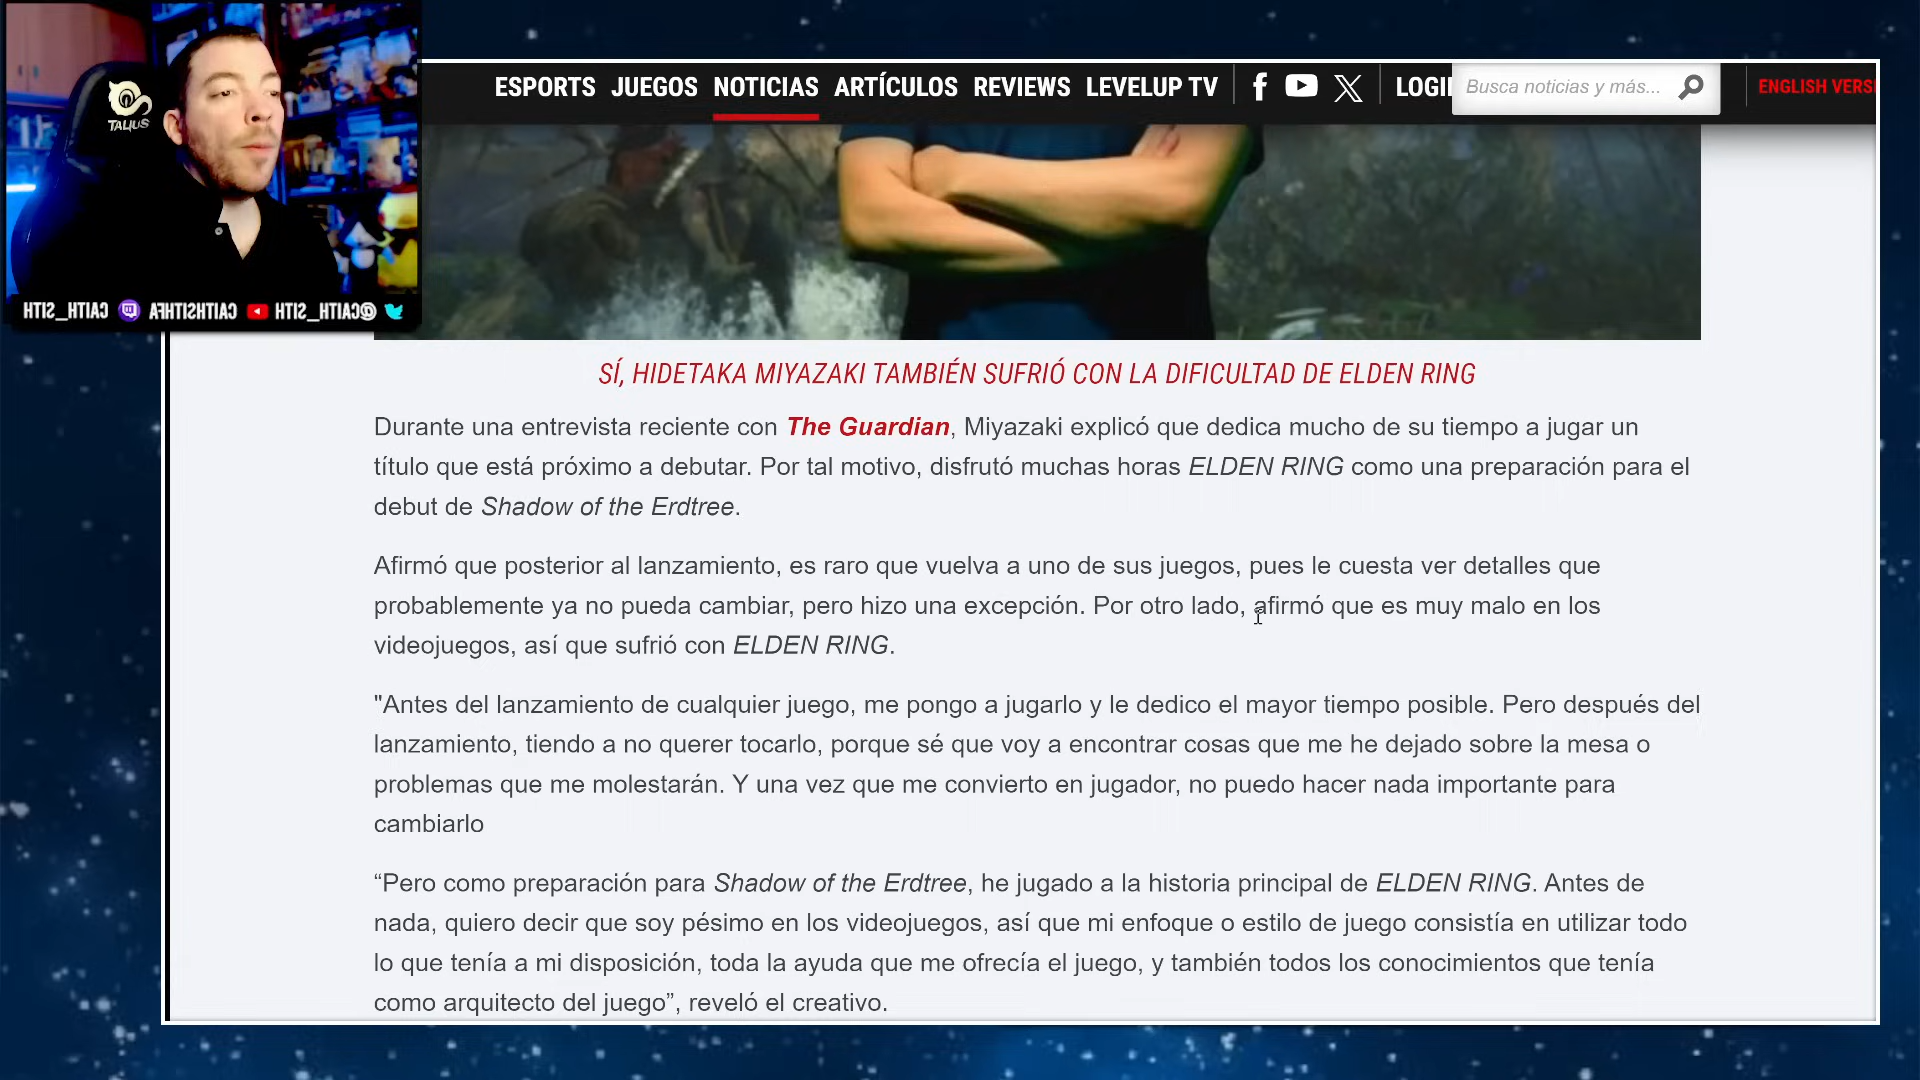 TALIUS
CAITH_SITH CAITHSITHFA @CAITH_SITH
ESPORTS JUEGOS NOTICIAS ARTÍCULOS REVIEWS LEVELUP TV LOGI Busca noticias y más... ENGLISH VERS
SÍ, HIDETAKA MIYAZAKI TAMBIÉN SUFRIÓ CON LA DIFICULTAD DE ELDEN RING
Durante una entrevista reciente con The Guardian, Miyazaki explicó que dedica mucho de su tiempo a jugar un
título que está próximo a debutar. Por tal motivo, disfrutó muchas horas ELDEN RING como una preparación para el
debut de Shadow of the Erdtree.
Afirmó que posterior al lanzamiento, es raro que vuelva a uno de sus juegos, pues le cuesta ver detalles que
probablemente ya no pueda cambiar, pero hizo una excepción. Por otro lado, afirmó que es muy malo en los
videojuegos, así que sufrió con ELDEN RING.
"Antes del lanzamiento de cualquier juego, me pongo a jugarlo y le dedico el mayor tiempo posible. Pero después del
lanzamiento, tiendo a no querer tocarlo, porque sé que voy a encontrar cosas que me he dejado sobre la mesa o
problemas que me molestarán. Y una vez que me convierto en jugador, no puedo hacer nada importante para
cambiarlo
“Pero como preparación para Shadow of the Erdtree, he jugado a la historia principal de ELDEN RING. Antes de
nada, quiero decir que soy pésimo en los videojuegos, así que mi enfoque o estilo de juego consistía en utilizar todo
lo que tenía a mi disposición, toda la ayuda que me ofrecía el juego, y también todos los conocimientos que tenía
como arquitecto del juego”, reveló el creativo.